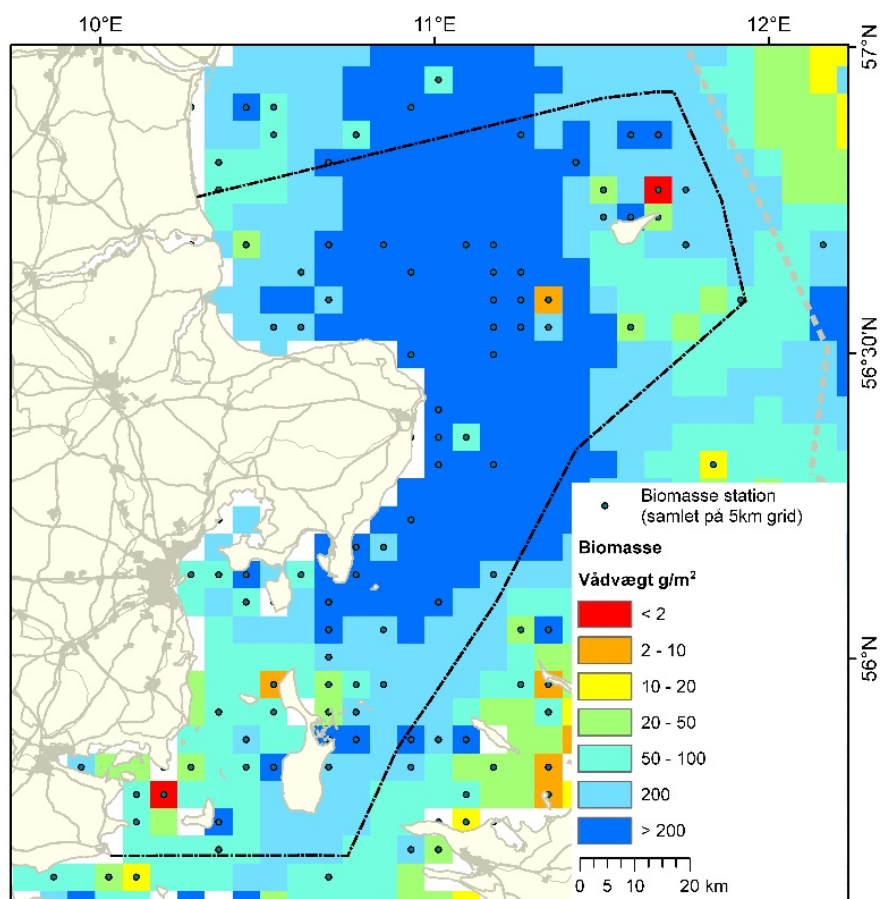 10°E
11°E
12°E
57°N
56°30'N
56°N
Biomasse station
(samlet på 5km grid)
Biomasse
Vådvægt g/m²
< 2
2 - 10
10 - 20
20 - 50
50 - 100
200
> 200
0 5 10 20 km